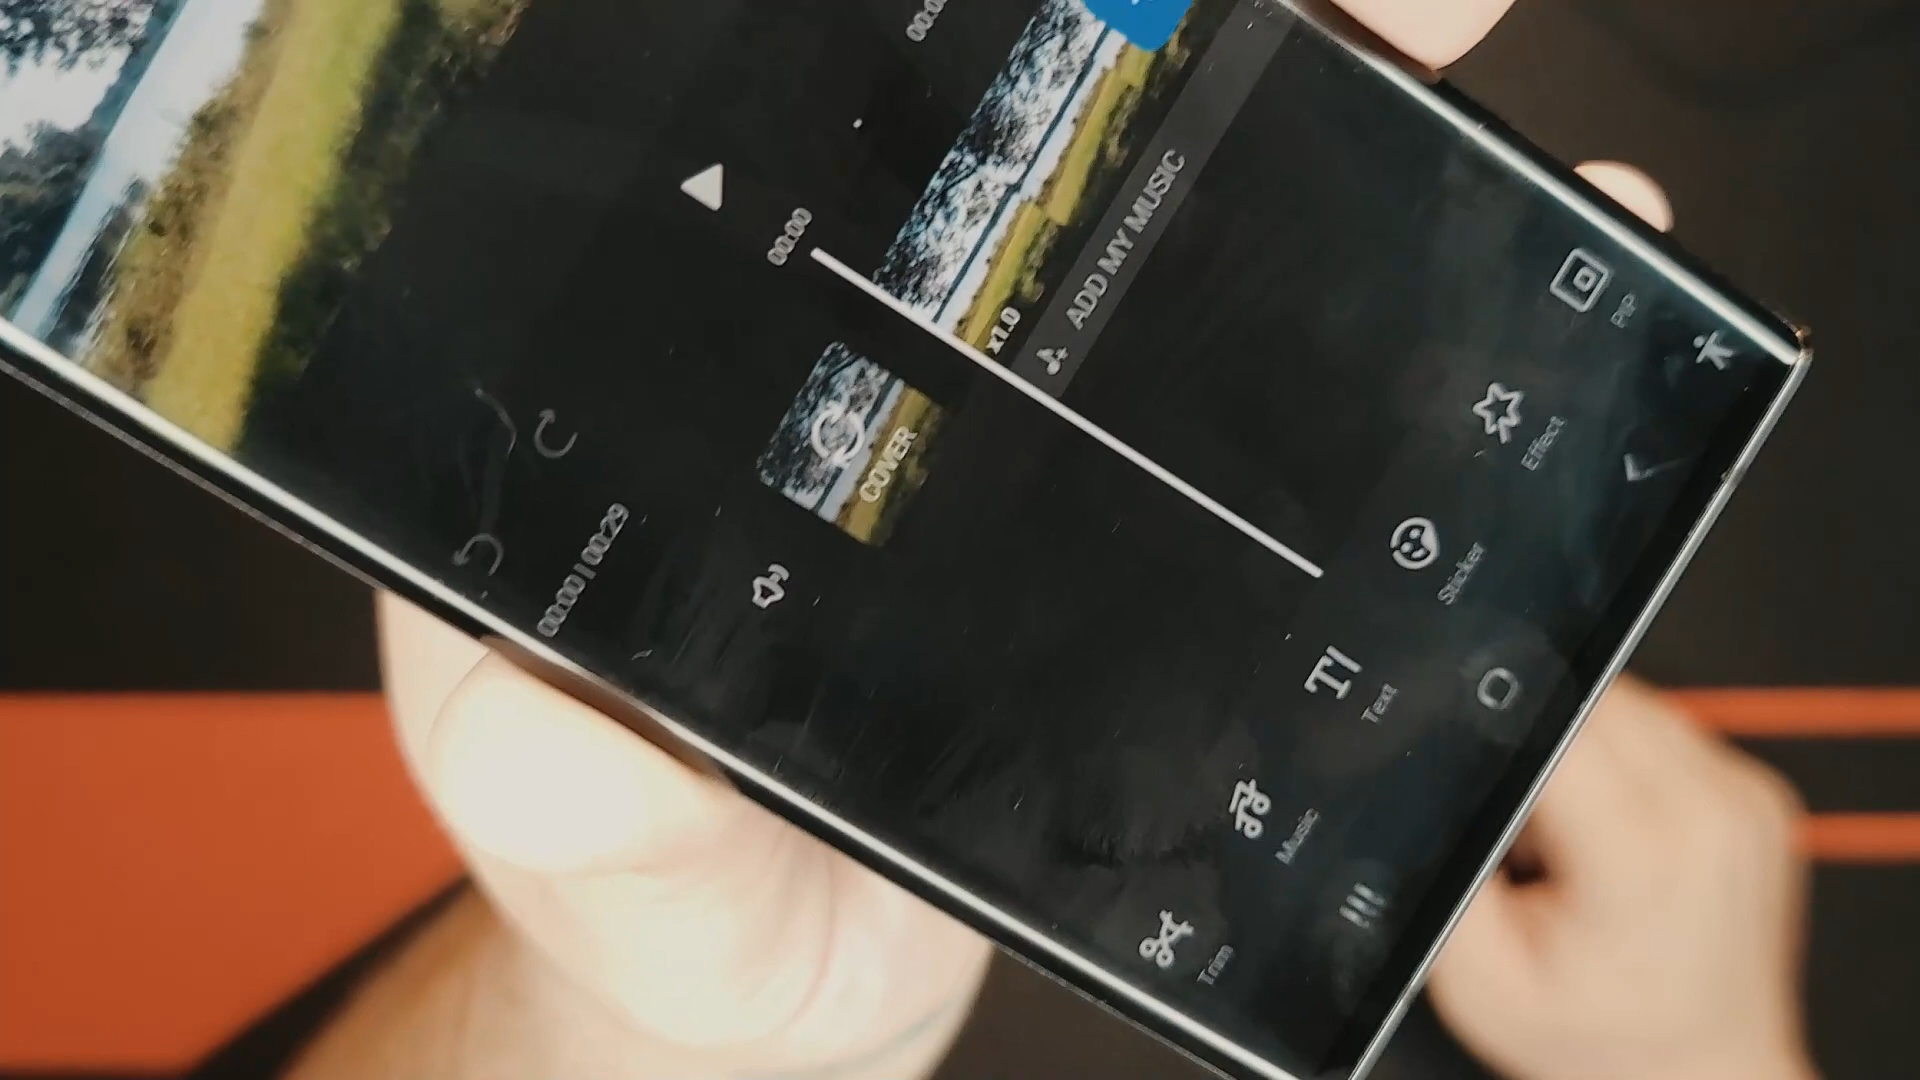 00:00 | 00:29
00:00
COVER
x1.0
ADD MY MUSIC
Trim
Music
Text
Sticker
Effect
PIP